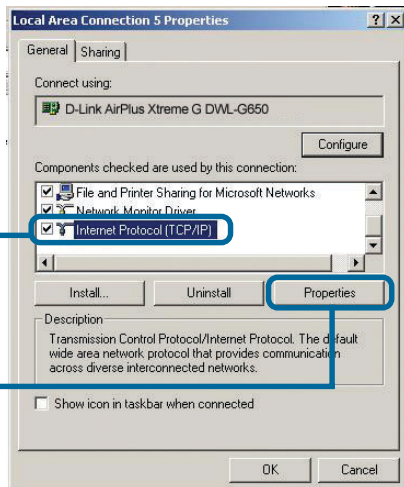 Local Area Connection 5 Properties
General
Sharing
Connect using:
D-Link AirPlus Xtreme G DWL-G650
Configure
Components checked are used by this connection:
File and Printer Sharing for Microsoft Networks
Network Monitor Driver
Internet Protocol (TCP/IP)
Install...
Uninstall
Properties
Description
Transmission Control Protocol/Internet Protocol. The default
wide area network protocol that provides communication
across diverse interconnected networks.
Show icon in taskbar when connected
OK
Cancel